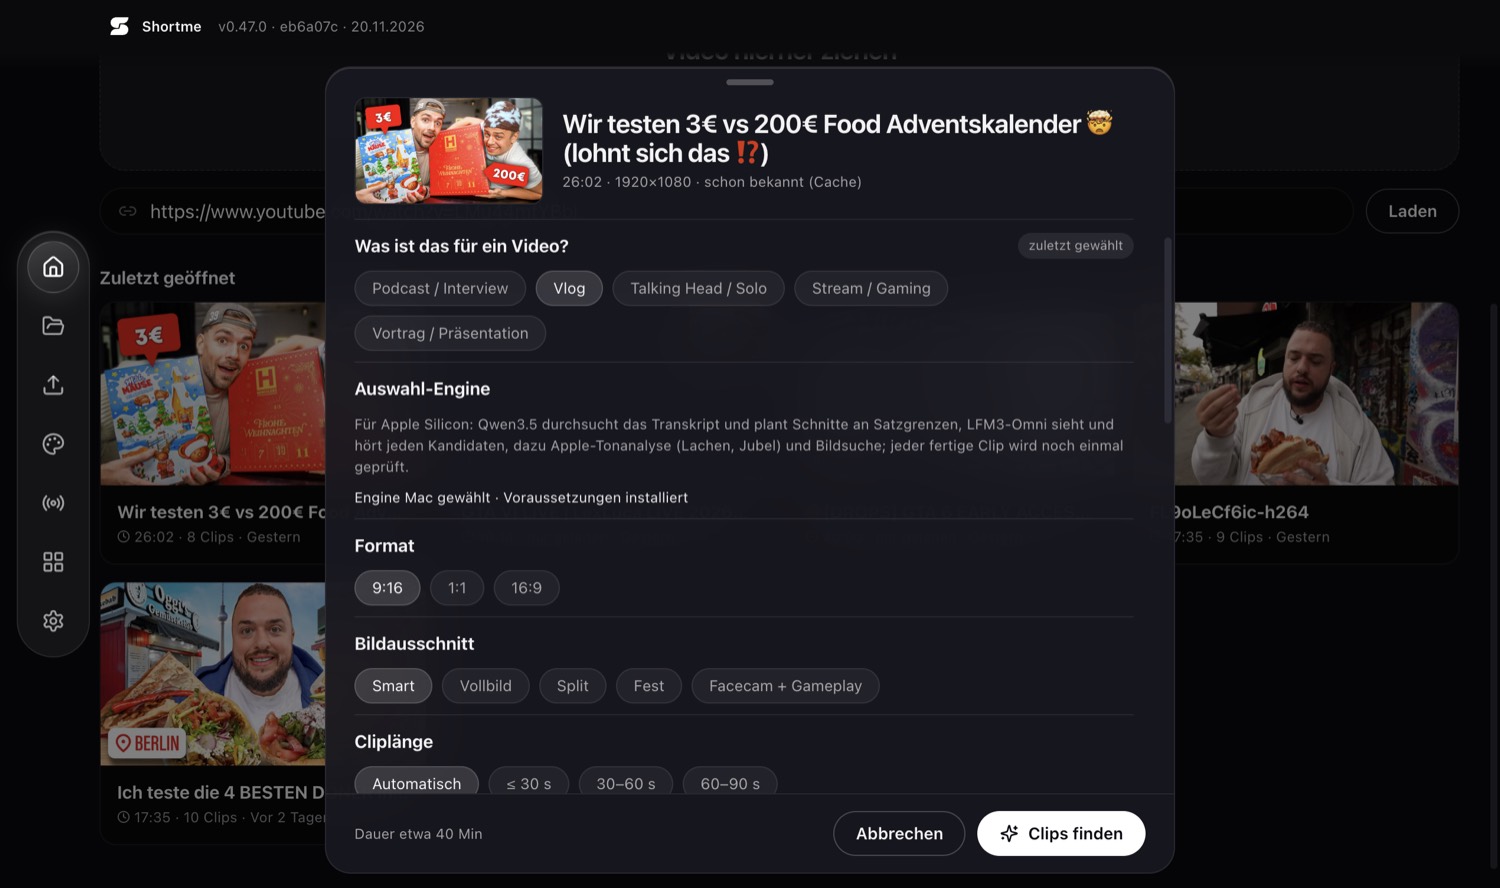 Shortme v0.47.0 · eb6a07c · 20.11.2026
Video hierher ziehen
https://www.youtube
Laden
Zuletzt geöffnet
3€
Wir testen 3€ vs 200€ Fo
26:02 · 8 Clips · Gestern
BERLIN
Ich teste die 4 BESTEN D
17:35 · 10 Clips · Vor 2 Tagen
3€
200€
Wir testen 3€ vs 200€ Food Adventskalender 🤯
(lohnt sich das ⁉️)
26:02 · 1920×1080 · schon bekannt (Cache)
Was ist das für ein Video?
zuletzt gewählt
Podcast / Interview
Vlog
Talking Head / Solo
Stream / Gaming
Vortrag / Präsentation
Auswahl-Engine
Für Apple Silicon: Qwen3.5 durchsucht das Transkript und plant Schnitte an Satzgrenzen, LFM3-Omni sieht und
hört jeden Kandidaten, dazu Apple-Tonanalyse (Lachen, Jubel) und Bildsuche; jeder fertige Clip wird noch einmal
geprüft.
Engine Mac gewählt · Voraussetzungen installiert
Format
9:16
1:1
16:9
Bildausschnitt
Smart
Vollbild
Split
Fest
Facecam + Gameplay
Cliplänge
Automatisch
≤ 30 s
30–60 s
60–90 s
Dauer etwa 40 Min
Abbrechen
Clips finden
9oLeCf6ic-h264
7:35 · 9 Clips · Gestern